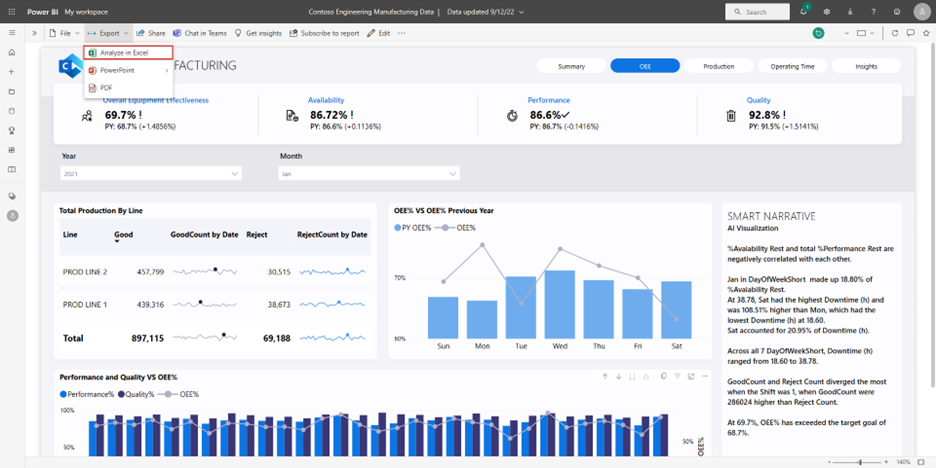 Power BI My workspace
Contoso Engineering Manufacturing Data | Data updated 9/12/22
Search
1
File
Export
Share
Chat in Teams
Get insights
Subscribe to report
Edit
Analyze in Excel
PowerPoint
PDF
FACTURING
Summary
OEE
Production
Operating Time
Insights
Overall Equipment Effectiveness
69.7% !
PY: 68.7% (+1.4856%)
Availability
86.72% !
PY: 86.6% (+0.1136%)
Performance
86.6%
PY: 86.7% (-0.1416%)
Quality
92.8% !
PY: 91.5% (+1.5141%)
Year
2021
Month
Jan
Total Production By Line
Line Good GoodCount by Date Reject RejectCount by Date
PROD LINE 2 457,799 30,515
PROD LINE 1 439,316 38,673
Total 897,115 69,188
OEE% VS OEE% Previous Year
PY OEE% OEE%
70%
60%
Sun Mon Tue Wed Thu Fri Sat
SMART NARRATIVE
AI Visualization
%Avaiability Rest and total %Performance Rest are
negatively correlated with each other.
Jan in DayOfWeekShort made up 18.80% of
%Avaiability Rest.
At 38.78, Sat had the highest Downtime (h) and
was 108.51% higher than Mon, which had the
lowest Downtime (h) at 18.60.
Sat accounted for 20.95% of Downtime (h).
Across all 7 DayOfWeekShort, Downtime (h)
ranged from 18.60 to 38.78.
GoodCount and Reject Count diverged the most
when the Shift was 1, when GoodCount were
286024 higher than Reject Count.
At 69.7%, OEE% has exceeded the target goal of
68.7%.
Performance and Quality VS OEE%
Performance% Quality% OEE%
100%
50%
50%
OEE%
140%